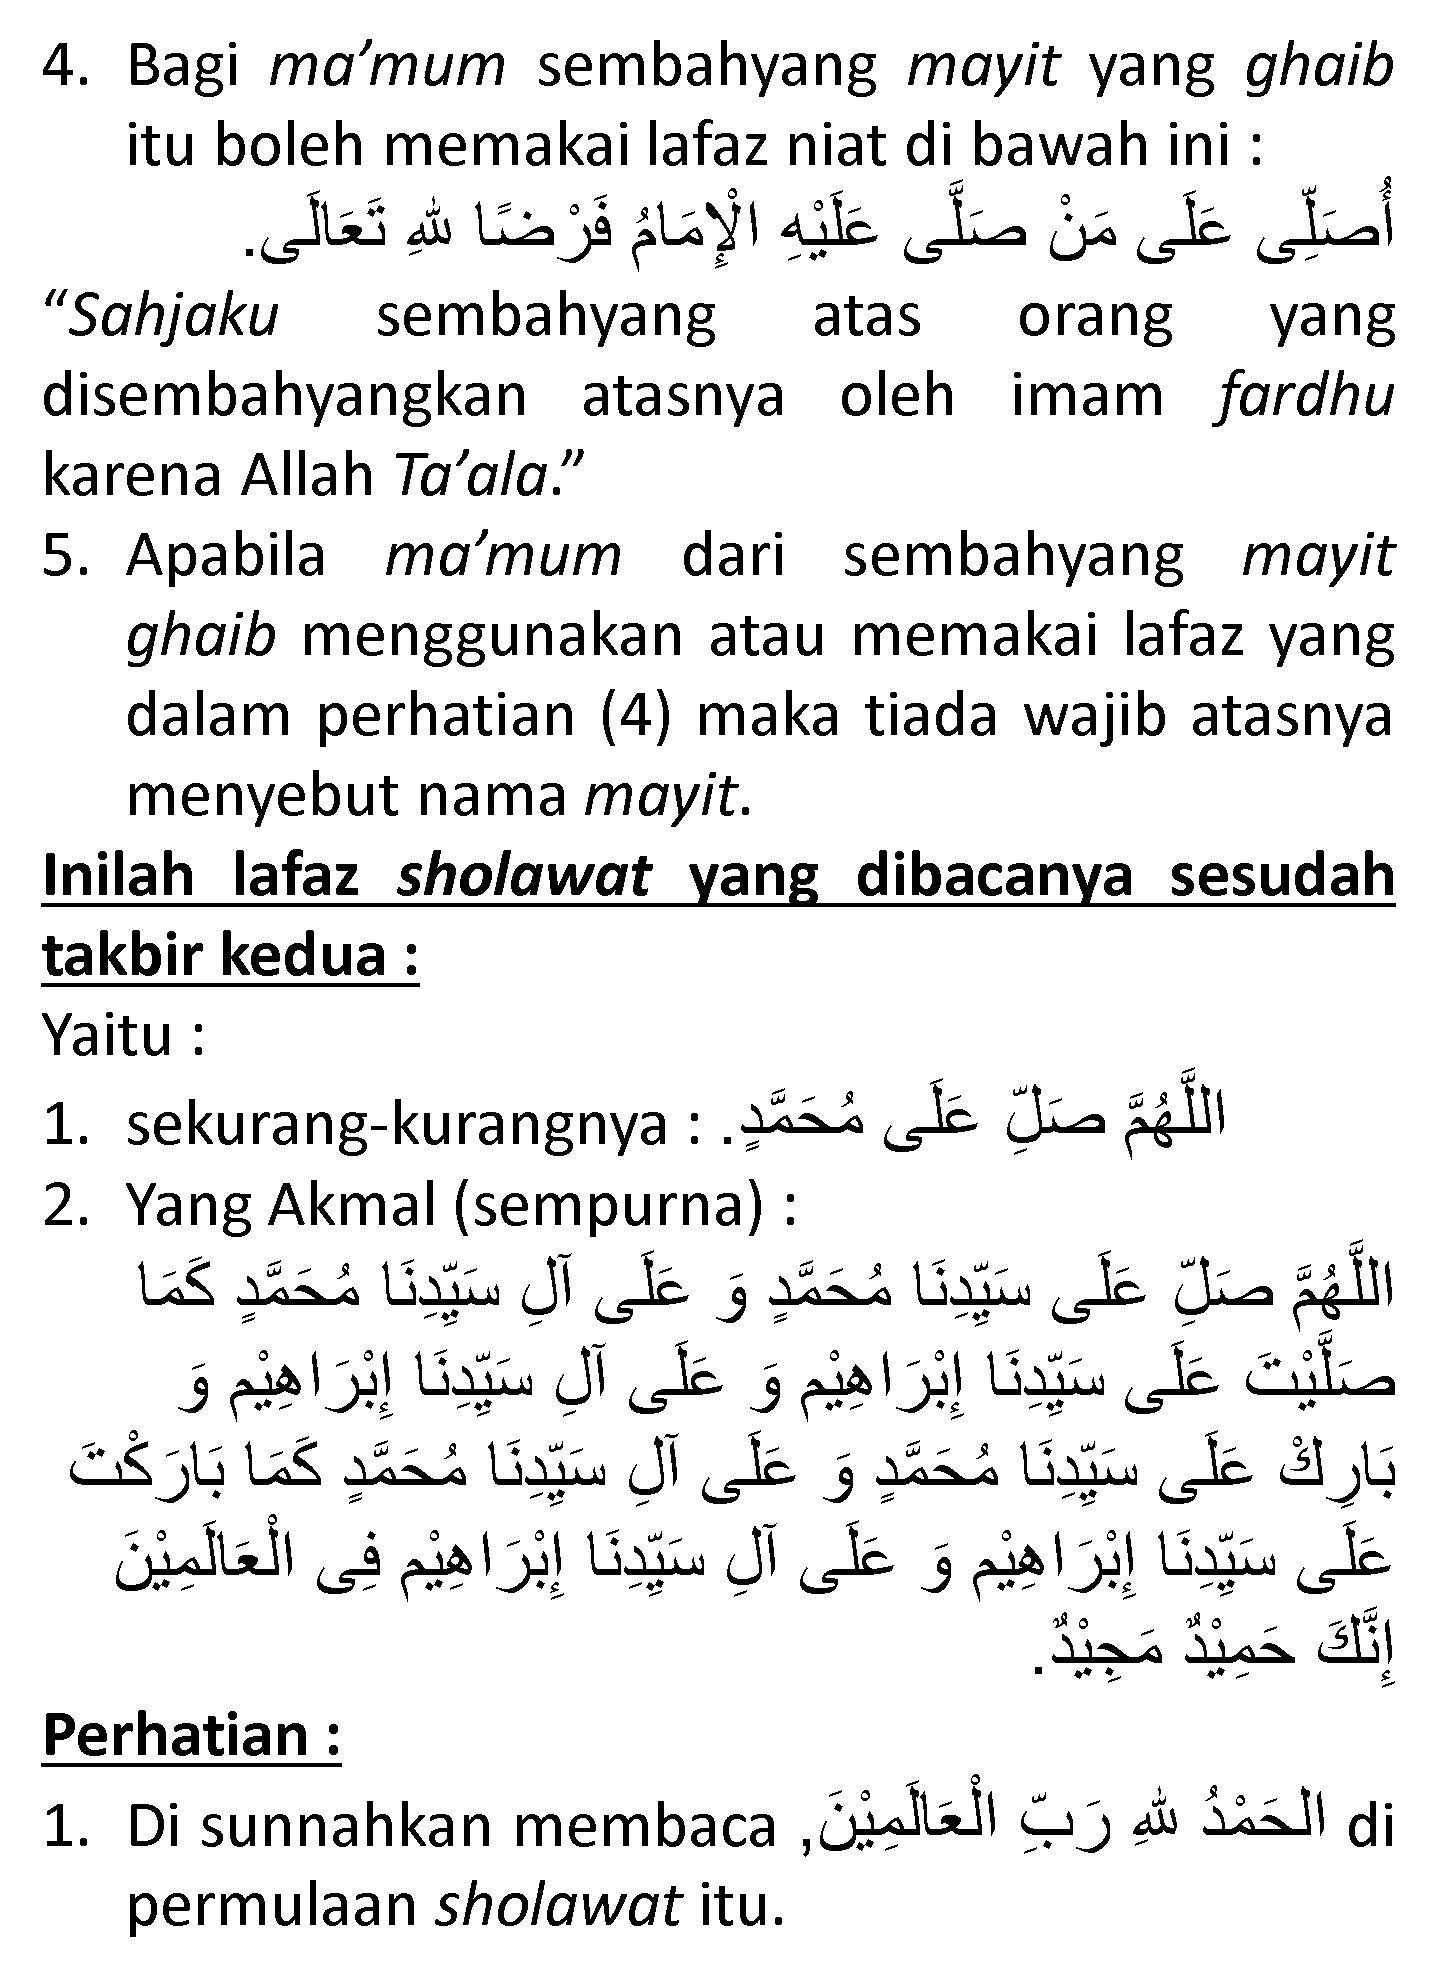 4. Bagi ma’mum sembahyang mayit yang ghaib
itu boleh memakai lafaz niat di bawah ini :
أُصَلِّى عَلَى مَنْ صَلَّى عَلَيْهِ الْإِمَامُ فَرْضًا لِلهِ تَعَالَى.
“Sahjaku sembahyang atas orang yang
disembahyangkan atasnya oleh imam fardhu
karena Allah Ta’ala.”
5. Apabila ma’mum dari sembahyang mayit
ghaib menggunakan atau memakai lafaz yang
dalam perhatian (4) maka tiada wajib atasnya
menyebut nama mayit.
Inilah lafaz sholawat yang dibacanya sesudah
takbir kedua :
Yaitu :
1. sekurang-kurangnya : اللَّهُمَّ صَلِّ عَلَى مُحَمَّدٍ.
2. Yang Akmal (sempurna) :
اللَّهُمَّ صَلِّ عَلَى سَيِّدِنَا مُحَمَّدٍ وَ عَلَى آلِ سَيِّدِنَا مُحَمَّدٍ كَمَا
صَلَّيْتَ عَلَى سَيِّدِنَا إِبْرَاهِيْم وَ عَلَى آلِ سَيِّدِنَا إِبْرَاهِيْم وَ
بَارِكْ عَلَى سَيِّدِنَا مُحَمَّدٍ وَ عَلَى آلِ سَيِّدِنَا مُحَمَّدٍ كَمَا بَارَكْتَ
عَلَى سَيِّدِنَا إِبْرَاهِيْم وَ عَلَى آلِ سَيِّدِنَا إِبْرَاهِيْم فِى الْعَالَمِيْنَ
إِنَّكَ حَمِيْدٌ مَجِيْدٌ.
Perhatian :
1. Di sunnahkan membaca الحَمْدُ لِلهِ رَبِّ الْعَالَمِيْنَ, di
permulaan sholawat itu.